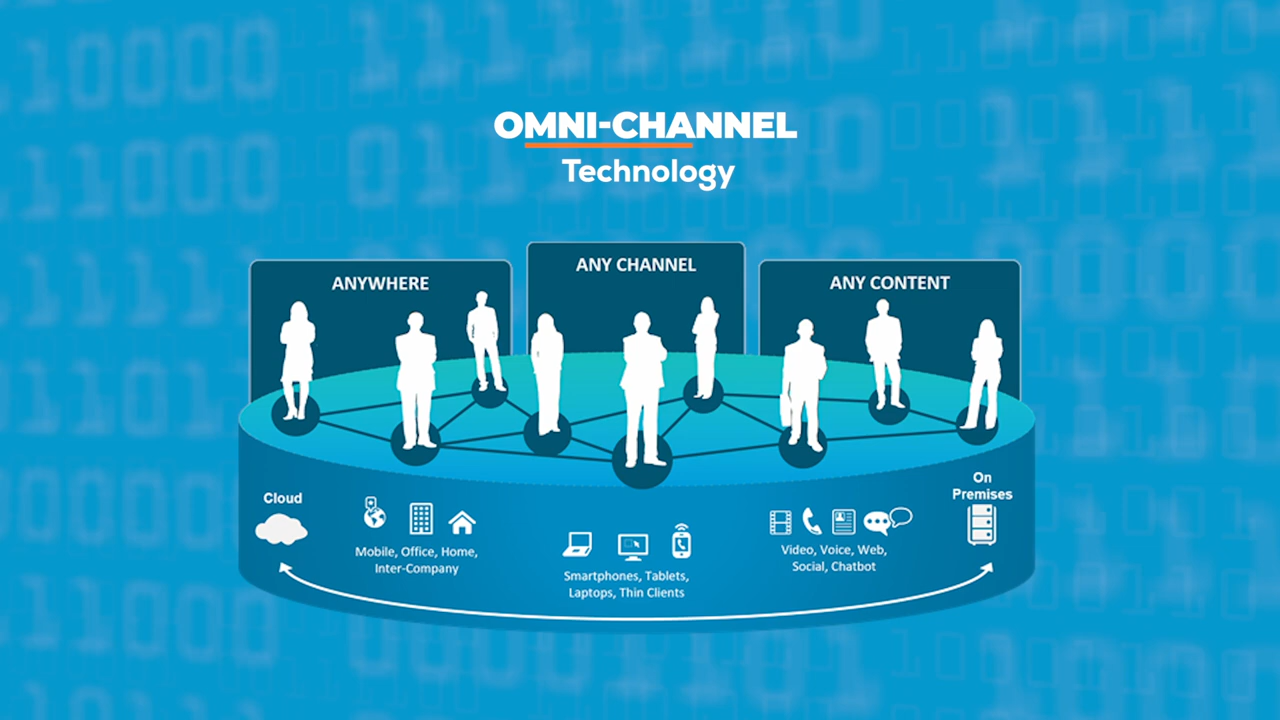 OMNI-CHANNEL
Technology
ANYWHERE
ANY CHANNEL
ANY CONTENT
Cloud
Mobile, Office, Home,
Inter-Company
Smartphones, Tablets,
Laptops, Thin Clients
Video, Voice, Web,
Social, Chatbot
On
Premises